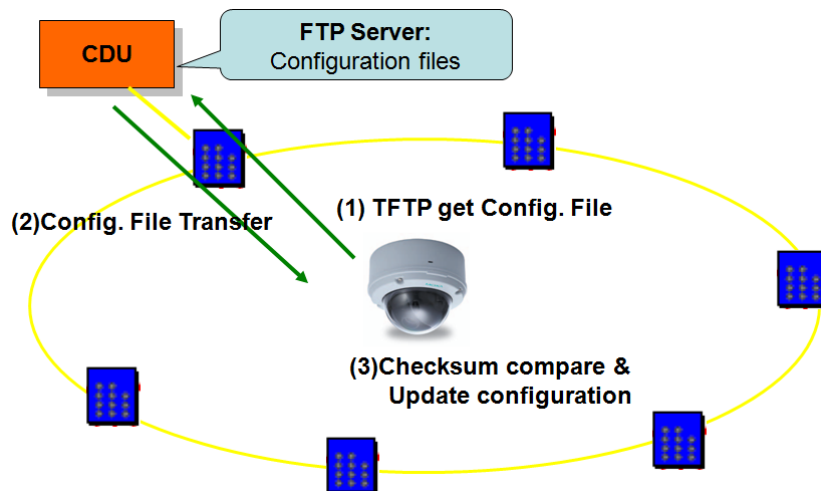 CDU
FTP Server:
Configuration files
(1) TFTP get Config. File
(2)Config. File Transfer
(3)Checksum compare &
Update configuration